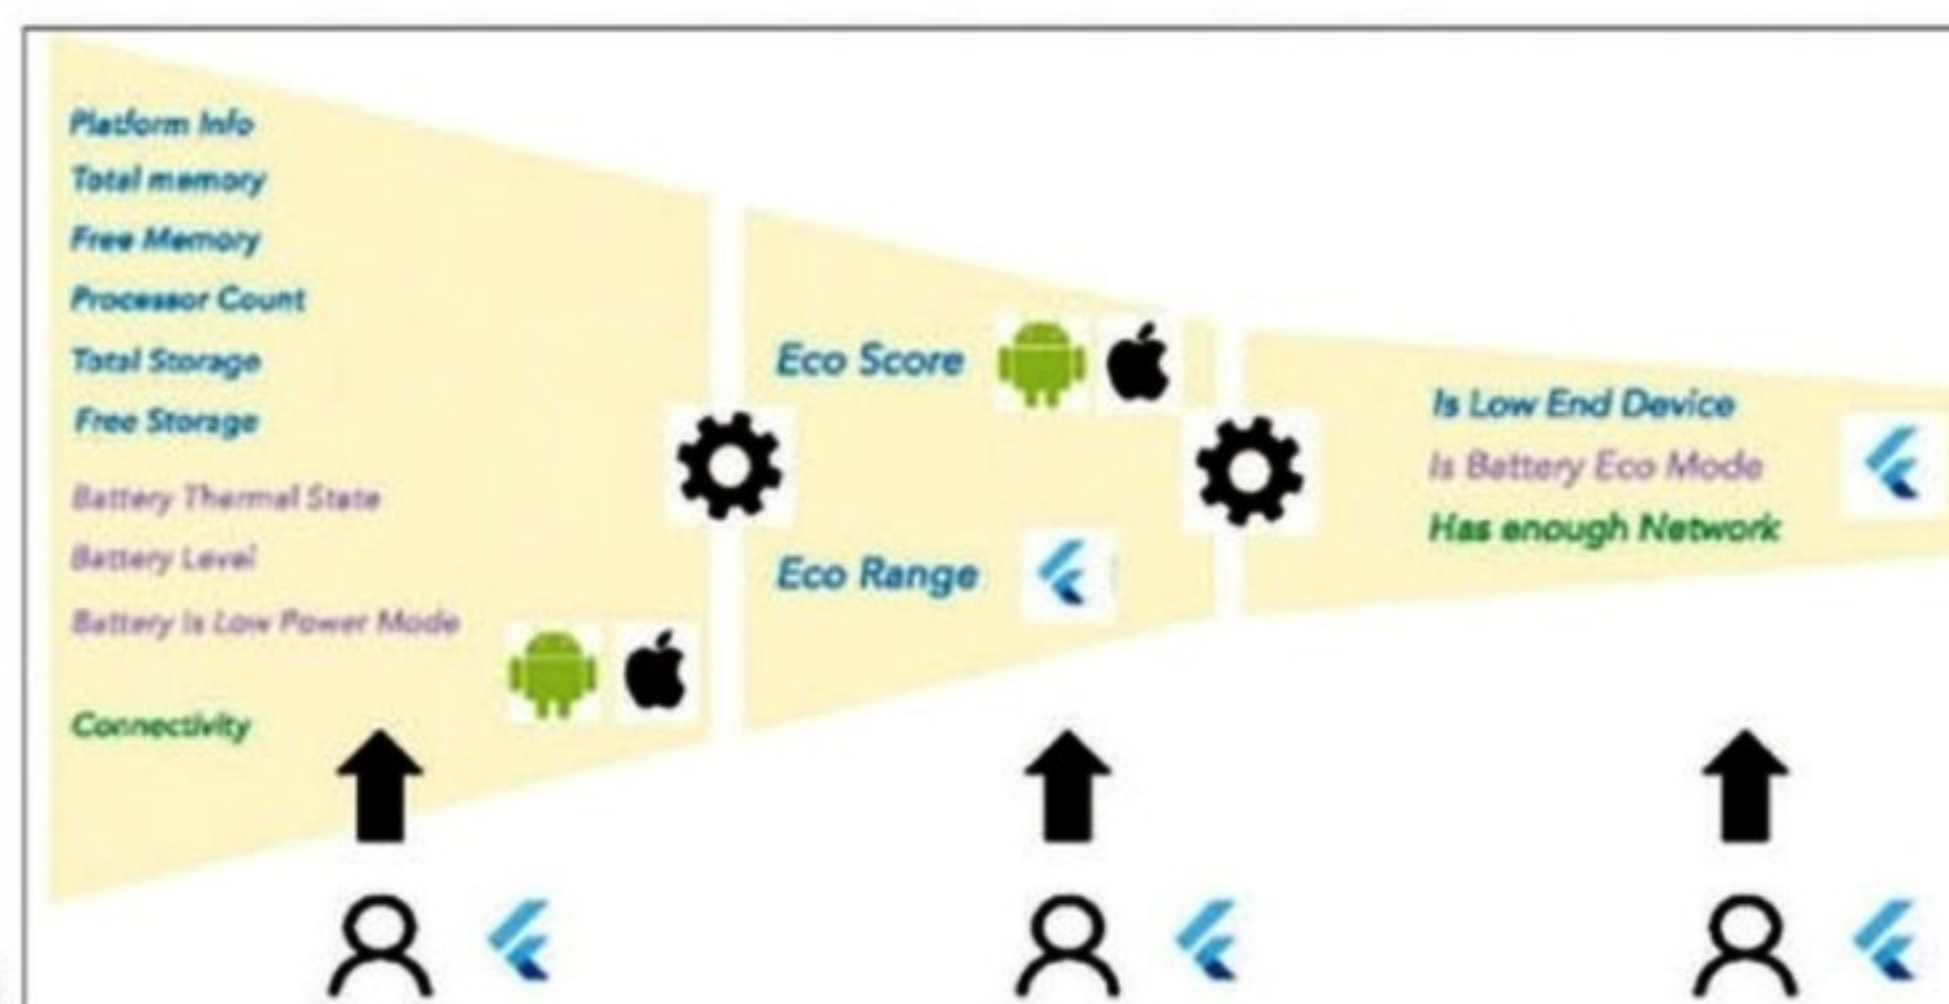 Platform Info
Total memory
Free Memory
Processor Count
Total Storage
Free Storage
Battery Thermal State
Battery Level
Battery Is Low Power Mode
Connectivity
Eco Score
Eco Range
Is Low End Device
Is Battery Eco Mode
Has enough Network